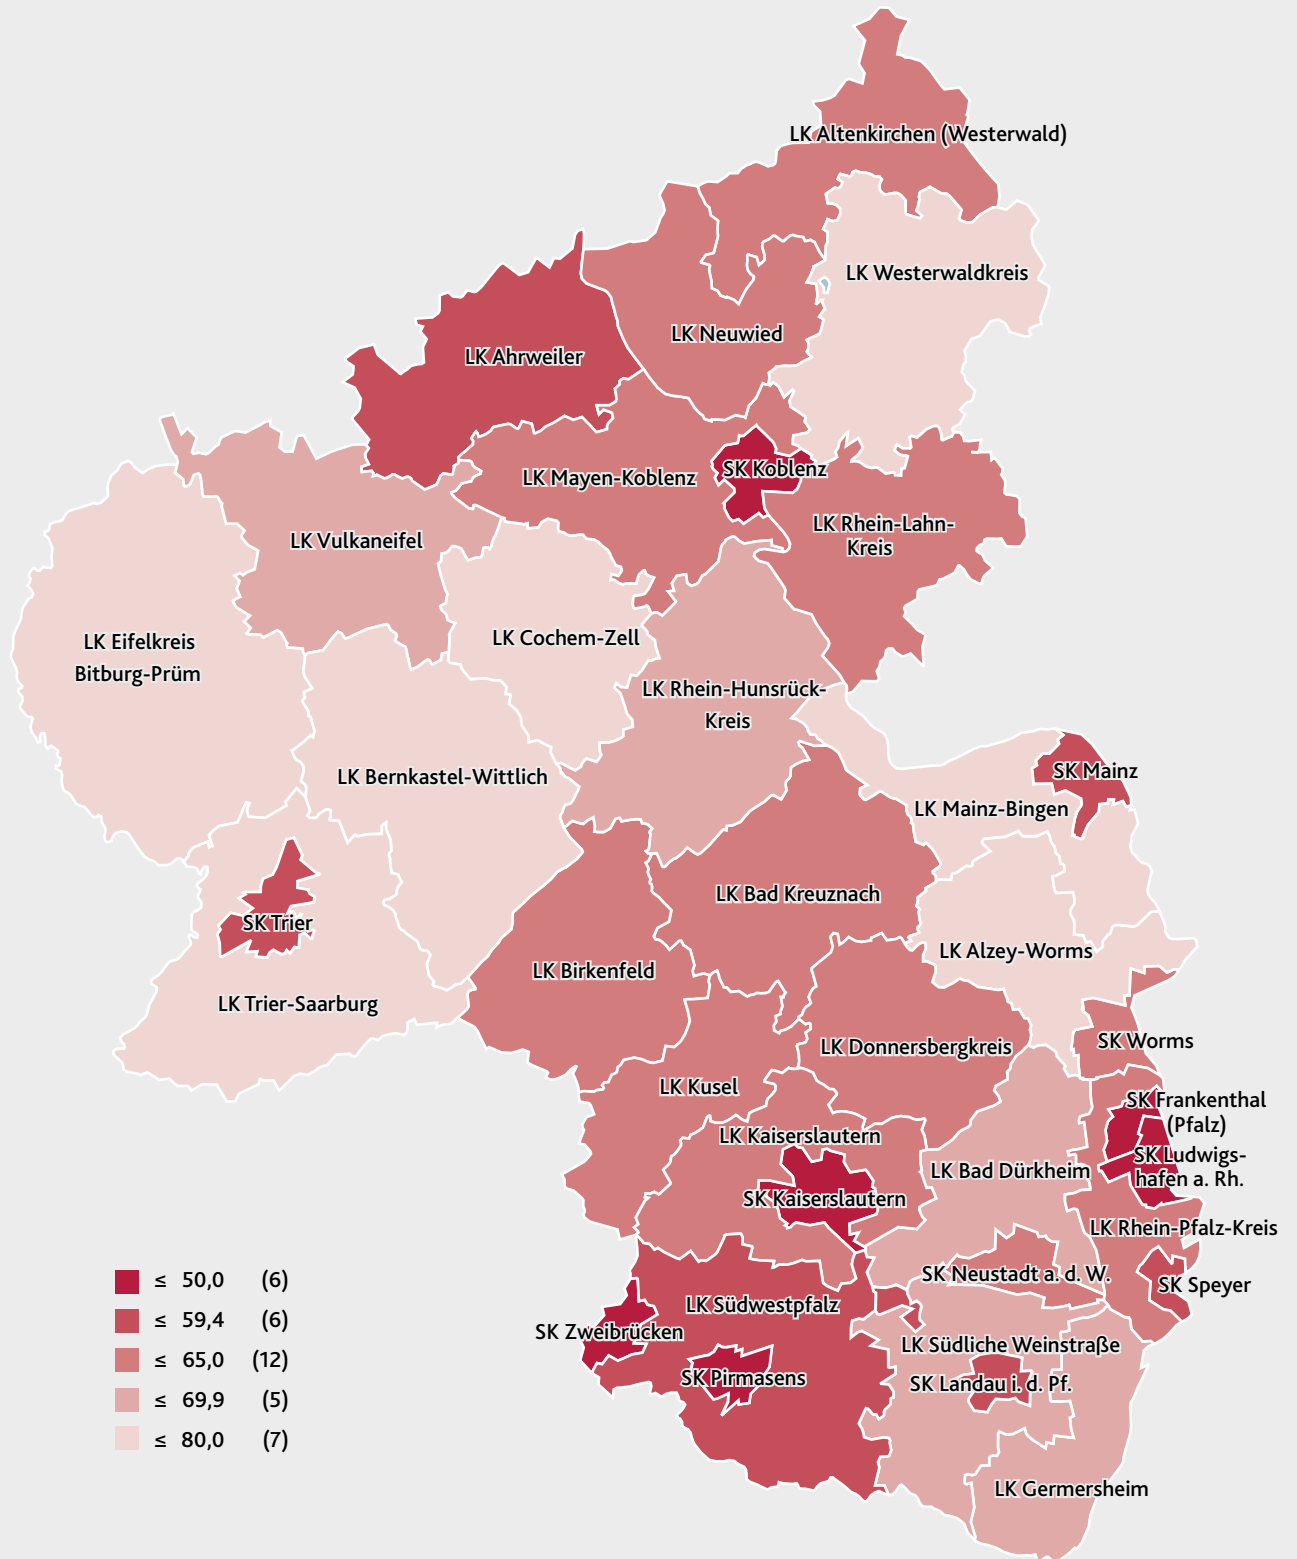 LK Altenkirchen (Westerwald)
LK Westerwaldkreis
LK Neuwied
LK Ahrweiler
SK Koblenz
LK Mayen-Koblenz
LK Rhein-Lahn-
Kreis
LK Vulkaneifel
LK Cochem-Zell
LK Eifelkreis
Bitburg-Prüm
LK Rhein-Hunsrück-
Kreis
SK Mainz
LK Bernkastel-Wittlich
LK Mainz-Bingen
LK Bad Kreuznach
SK Trier
LK Alzey-Worms
LK Birkenfeld
LK Trier-Saarburg
SK Worms
LK Donnersbergkreis
LK Kusel
SK Frankenthal
(Pfalz)
LK Kaiserslautern
SK Ludwigs-
hafen a. Rh.
LK Bad Dürkheim
SK Kaiserslautern
LK Rhein-Pfalz-Kreis
SK Neustadt a. d. W.
SK Speyer
LK Südwestpfalz
SK Zweibrücken
LK Südliche Weinstraße
SK Pirmasens
SK Landau i. d. Pf.
LK Germersheim
≤ 50,0 (6)
≤ 59,4 (6)
≤ 65,0 (12)
≤ 69,9 (5)
≤ 80,0 (7)